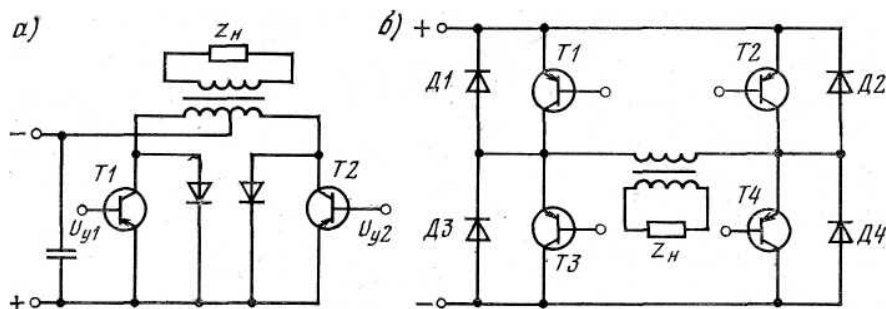 а)
Zн
−
T1
T2
Uу1
Uу2
+
в)
+
T1
T2
Д1
Д2
T4
Д3
Zн
Д4
T3
−